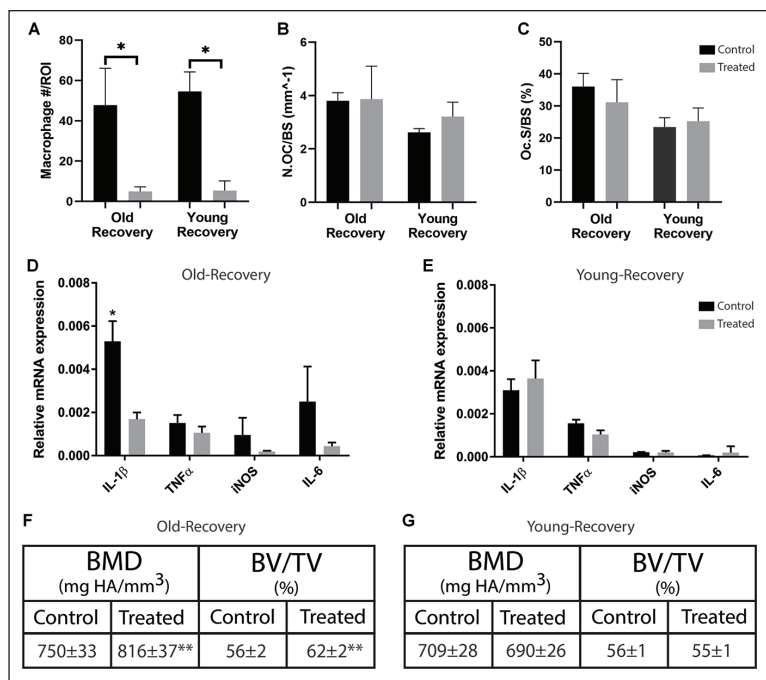 A
Macrophage #/ROI
80
60
40
20
0
*
*
Old Recovery
Young Recovery
B
N.OC/BS (mm^-1)
6
4
2
0
Old Recovery
Young Recovery
C
Oc.S/BS (%)
50
40
30
20
10
0
Old Recovery
Young Recovery
Control
Treated
D
Old-Recovery
Relative mRNA expression
0.008
0.006
0.004
0.002
0.000
*
IL-1β
TNFα
iNOS
IL-6
E
Young-Recovery
Relative mRNA expression
0.008
0.006
0.004
0.002
0.000
IL-1β
TNFα
iNOS
IL-6
Control
Treated
F
Old-Recovery
BMD (mg HA/mm³)
BV/TV (%)
Control
Treated
Control
Treated
750±33
816±37**
56±2
62±2**
G
Young-Recovery
BMD (mg HA/mm³)
BV/TV (%)
Control
Treated
Control
Treated
709±28
690±26
56±1
55±1